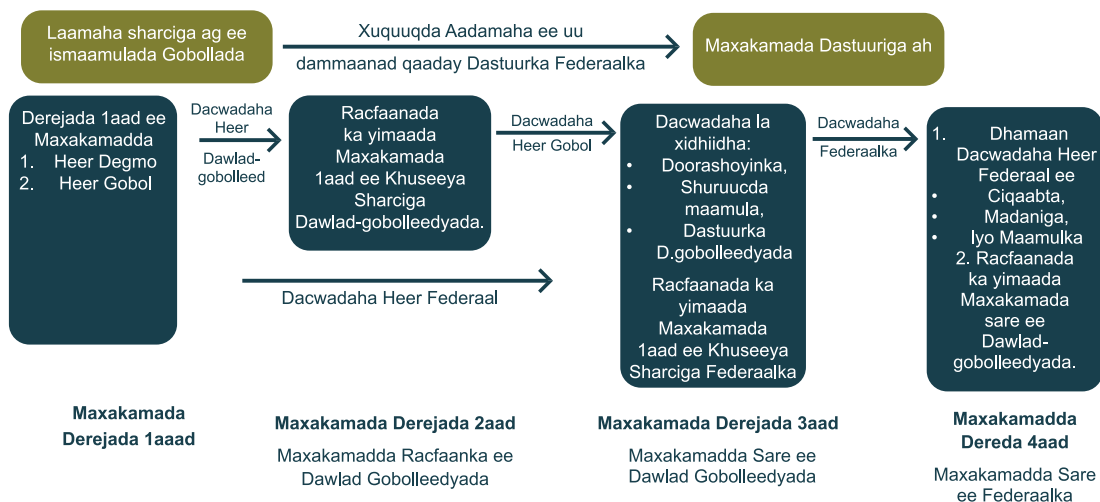 Laamaha sharciga ag ee
ismaamulada Gobollada
Xuquuqda Aadamaha ee uu
dammaanad qaaday Dastuurka Federaalka
Maxakamada Dastuuriga ah
Derejada 1aad ee
Maxakamadda
1. Heer Degmo
2. Heer Gobol
Dacwadaha
Heer
Dawlad-
gobolleed
Racfaanada
ka yimaada
Maxakamada
1aad ee Khuseeya
Sharciga
Dawlad-gobolleedyada.
Dacwadaha
Heer Gobol
Dacwadaha la
xidhiidha:
• Doorashoyinka,
• Shuruucda
maamula,
• Dastuurka
D.gobolleedyada
Racfaanada ka
yimaada
Maxakamada
1aad ee Khuseeya
Sharciga Federaalka
Dacwadaha
Federaalka
1. Dhamaan
Dacwadaha Heer
Federaal ee
• Ciqaabta,
• Madaniga,
• Iyo Maamulka
2. Racfaanada
ka yimaada
Maxakamada
sare ee
Dawlad-
gobolleedyada.
Dacwadaha Heer Federaal
Maxakamada
Derejada 1aaad
Maxakamada Derejada 2aad
Maxakamadda Racfaanka ee
Dawlad Gobolleedyada
Maxakamada Derejada 3aad
Maxakamadda Sare ee
Dawlad Gobolleedyada
Maxakamadda
Dereda 4aad
Maxakamadda Sare
ee Federaalka